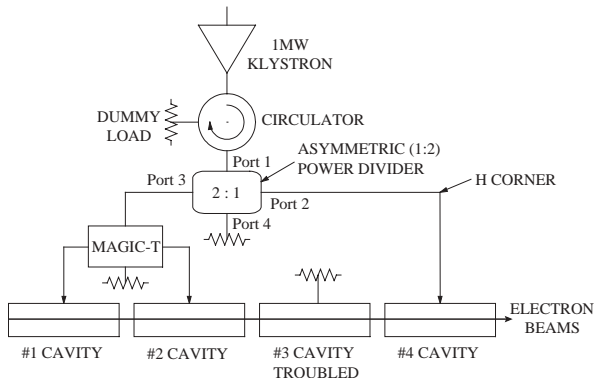 1MW
KLYSTRON
DUMMY
LOAD
CIRCULATOR
Port 1
ASYMMETRIC (1:2)
POWER DIVIDER
Port 3
2 : 1
Port 2
H CORNER
Port 4
MAGIC-T
ELECTRON
BEAMS
#1 CAVITY
#2 CAVITY
#3 CAVITY
TROUBLED
#4 CAVITY